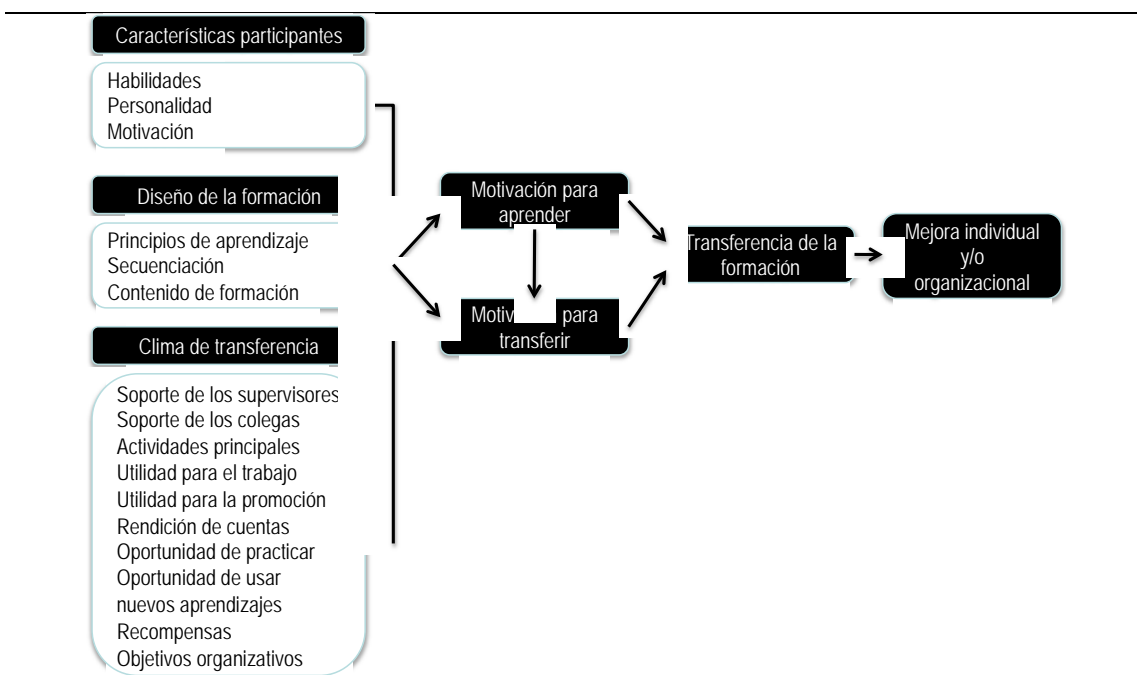 Características participantes
Habilidades
Personalidad
Motivación
Diseño de la formación
Principios de aprendizaje
Secuenciación
Contenido de formación
Clima de transferencia
Soporte de los supervisores
Soporte de los colegas
Actividades principales
Utilidad para el trabajo
Utilidad para la promoción
Rendición de cuentas
Oportunidad de practicar
Oportunidad de usar
nuevos aprendizajes
Recompensas
Objetivos organizativos
Motivación para
aprender
Motiv para
transferir
Transferencia de la
formación
Mejora individual
y/o
organizacional